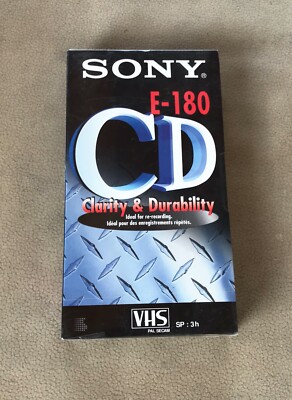 SONY®
E-180
CD
Clarity & Durability
Ideal for re-recording.
Idéal pour des enregistrements répétés.
VHS
PAL SECAM
SP : 3h